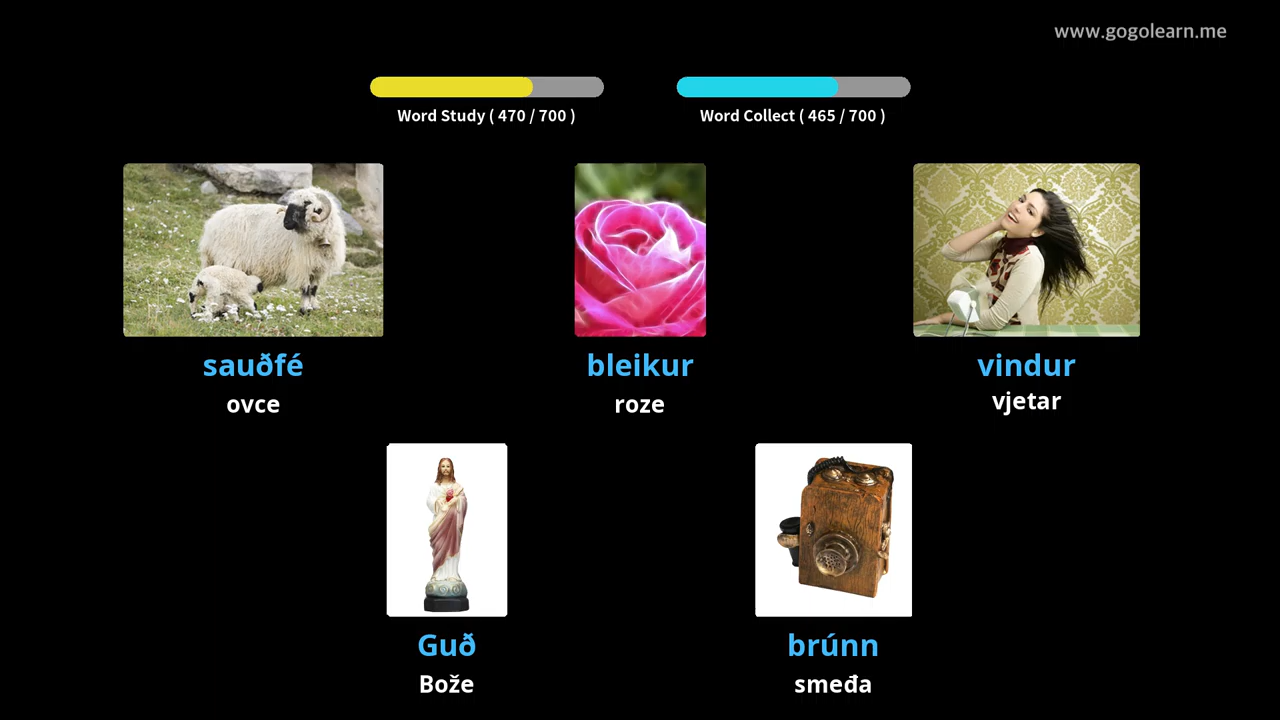 www.gogolearn.me
Word Study ( 470 / 700 )
Word Collect ( 465 / 700 )
sauðfé
bleikur
vindur
ovce
roze
vjetar
Guð
brúnn
Bože
smeđa